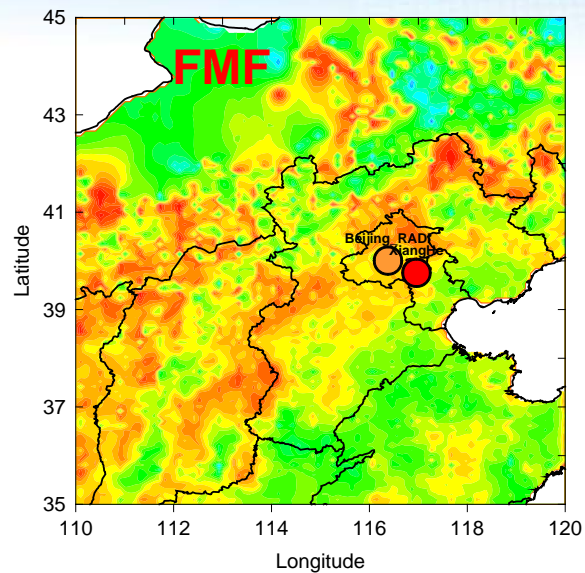 45
FMF
43
41
Beijing_RADI
XiangHe
Latitude
39
37
35
110
112
114
116
118
120
Longitude